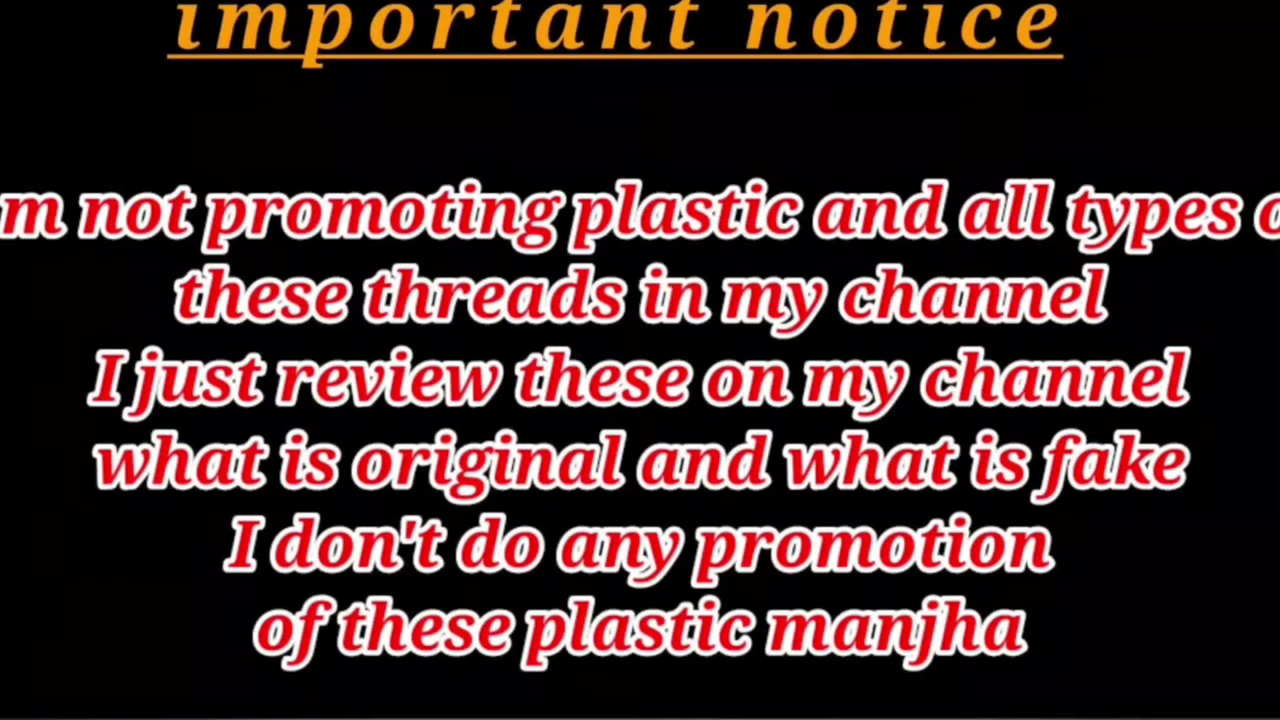 important notice
m not promoting plastic and all types
these threads in my channel
I just review these on my channel
what is original and what is fake
I don't do any promotion
of these plastic manjha